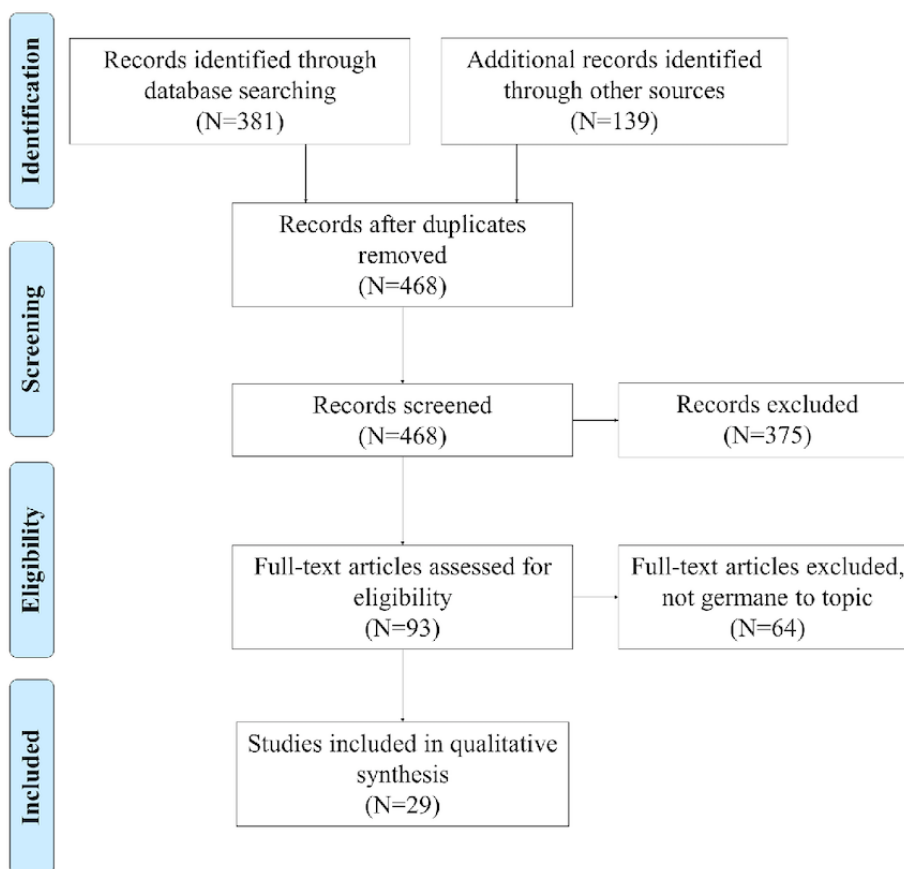 Identification
Records identified through
database searching
(N=381)
Additional records identified
through other sources
(N=139)
Records after duplicates
removed
(N=468)
Screening
Records screened
(N=468)
Records excluded
(N=375)
Eligibility
Full-text articles assessed for
eligibility
(N=93)
Full-text articles excluded,
not germane to topic
(N=64)
Included
Studies included in qualitative
synthesis
(N=29)